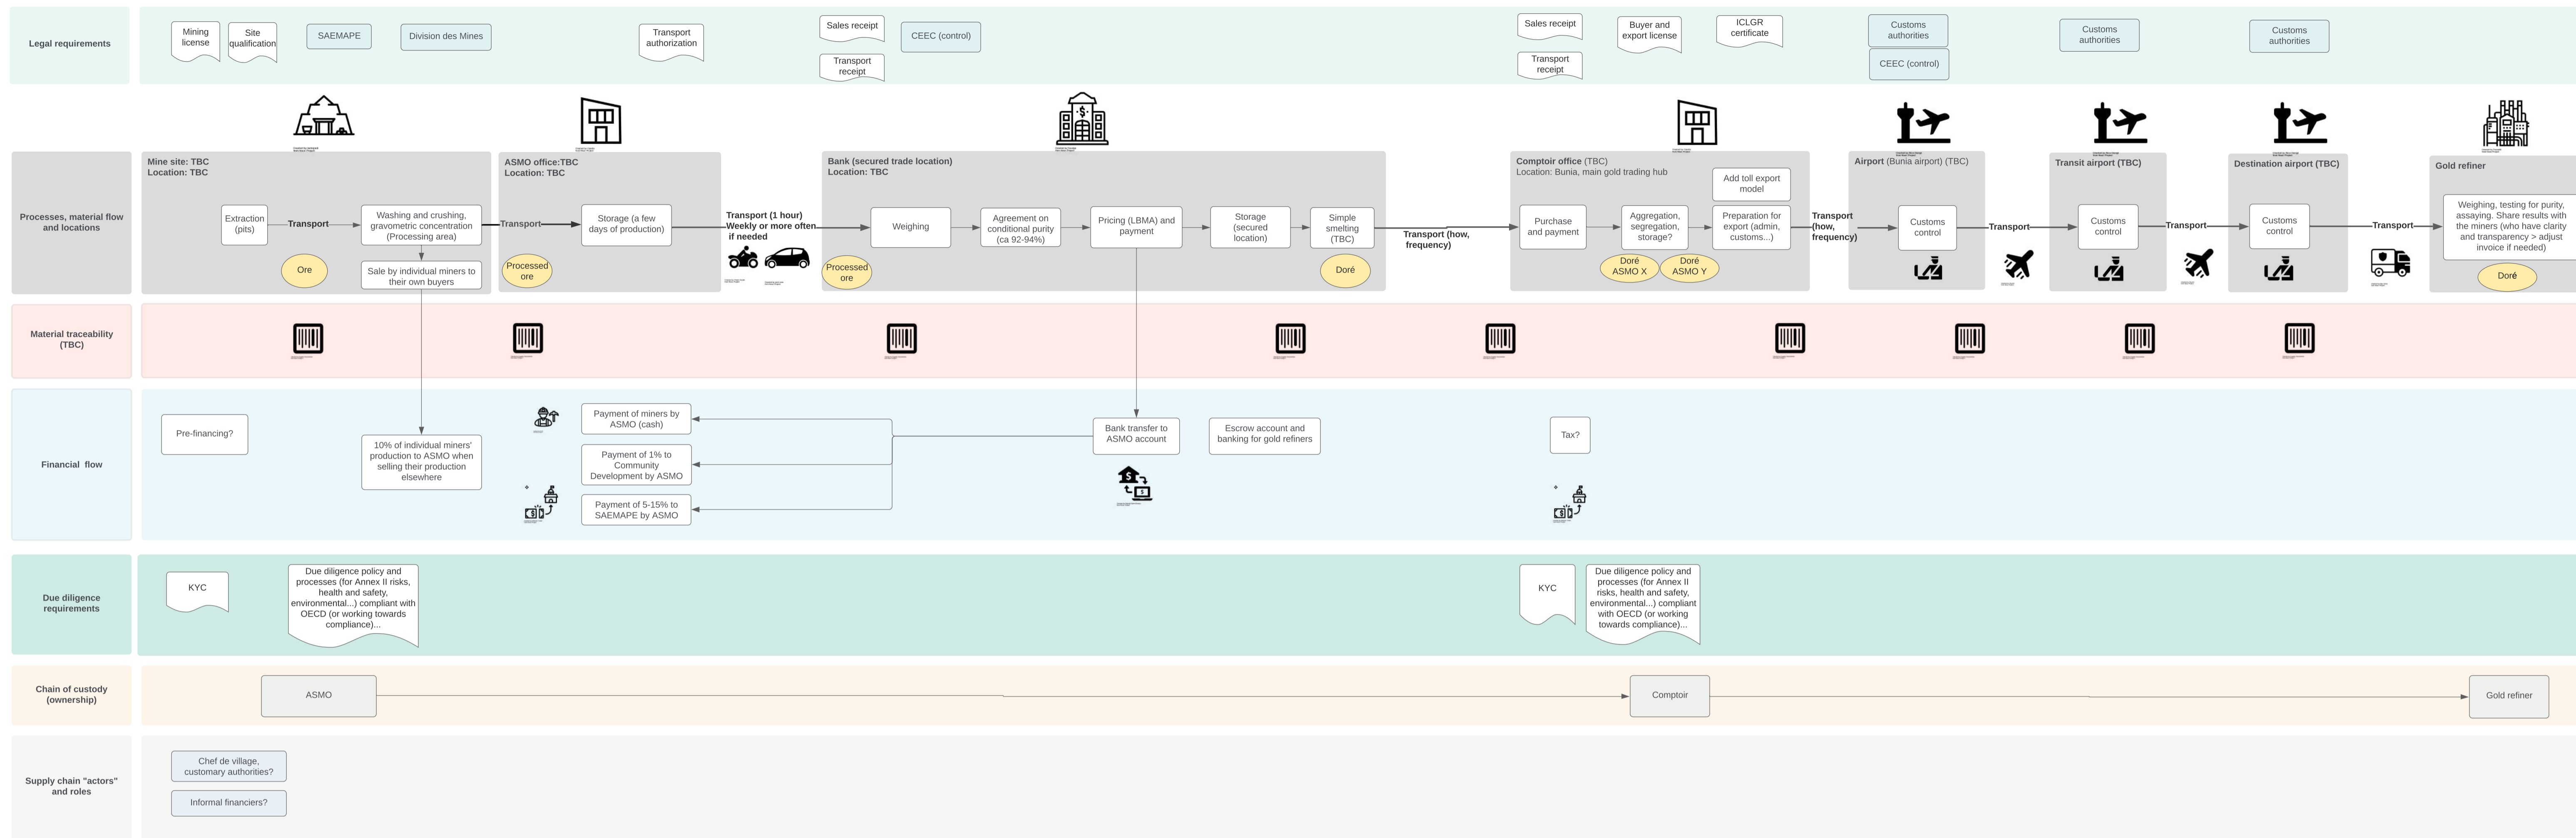 Legal requirements
Mining
license
Site
qualification
SAEMAPE
Division des Mines
Transport
authorization
Sales receipt
Transport
receipt
CEEC (control)
Sales receipt
Transport
receipt
Buyer and
export license
ICLGR
certificate
Customs
authorities
CEEC (control)
Customs
authorities
Customs
authorities
Processes, material flow
and locations
Mine site: TBC
Location: TBC
Extraction
(pits)
Transport
Washing and crushing,
gravometric concentration
(Processing area)
Ore
Sale by individual miners to
their own buyers
ASMO office:TBC
Location: TBC
Transport
Storage (a few
days of production)
Processed
ore
Transport (1 hour)
Weekly or more often
if needed
Bank (secured trade location)
Location: TBC
Weighing
Agreement on
conditional purity
(ca 92-94%)
Pricing (LBMA) and
payment
Storage
(secured
location)
Simple
smelting
(TBC)
Processed
ore
Doré
Transport (how,
frequency)
Comptoir office (TBC)
Location: Bunia, main gold trading hub
Add toll export
model
Purchase
and payment
Aggregation,
segregation,
storage?
Preparation for
export (admin,
customs...)
Doré
ASMO X
Doré
ASMO Y
Transport
(how,
frequency)
Airport (Bunia airport) (TBC)
Customs
control
Transport
Transit airport (TBC)
Customs
control
Transport
Destination airport (TBC)
Customs
control
Transport
Gold refiner
Weighing, testing for purity,
assaying. Share results with
the miners (who have clarity
and transparency > adjust
invoice if needed)
Doré
Material traceability
(TBC)
Financial flow
Pre-financing?
10% of individual miners'
production to ASMO when
selling their production
elsewhere
Payment of miners by
ASMO (cash)
Payment of 1% to
Community
Development by ASMO
Payment of 5-15% to
SAEMAPE by ASMO
Bank transfer to
ASMO account
Escrow account and
banking for gold refiners
Tax?
Due diligence
requirements
KYC
Due diligence policy and
processes (for Annex II risks,
health and safety,
environmental...) compliant with
OECD (or working towards
compliance)...
KYC
Due diligence policy and
processes (for Annex II
risks, health and safety,
environmental...) compliant
with OECD (or working
towards compliance)...
Chain of custody
(ownership)
ASMO
Comptoir
Gold refiner
Supply chain "actors"
and roles
Chef de village,
customary authorities?
Informal financiers?